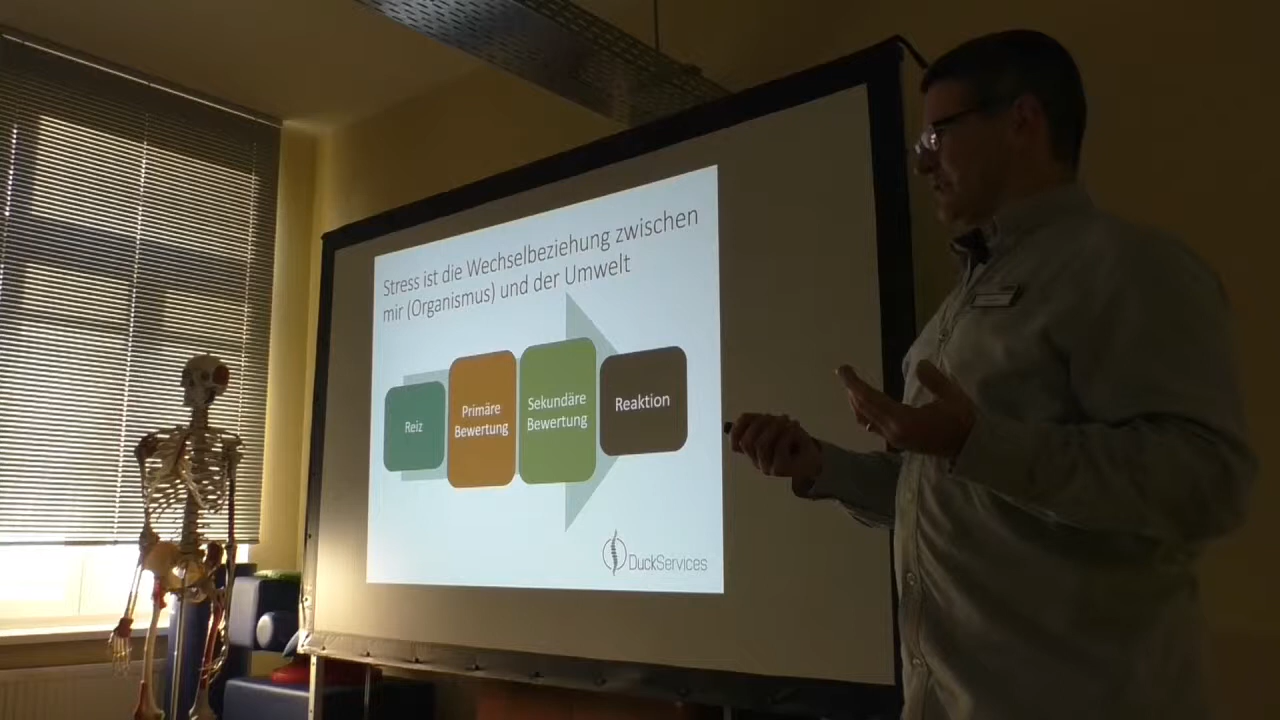 Stress ist die Wechselbeziehung zwischen
mir (Organismus) und der Umwelt
Reiz
Primäre
Bewertung
Sekundäre
Bewertung
Reaktion
DuckServices